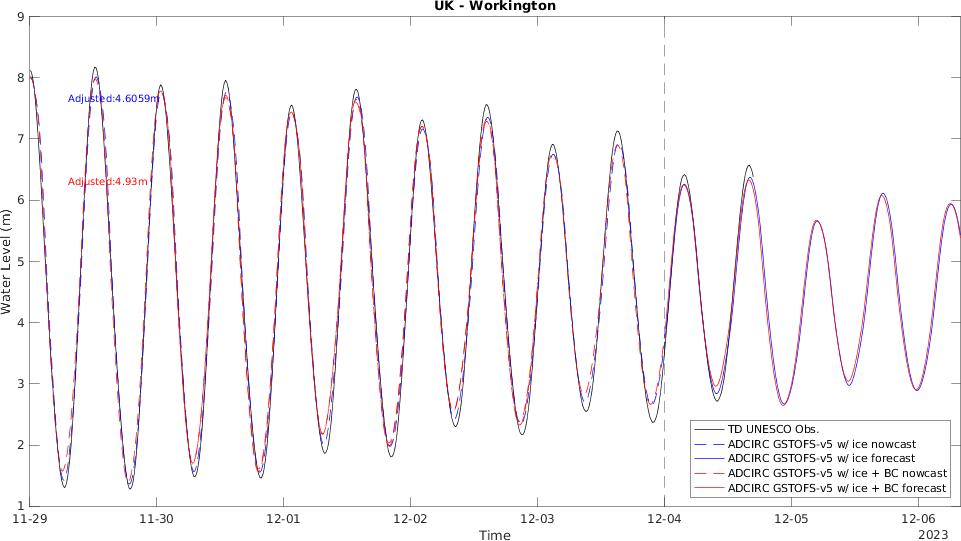 UK - Workington
9
8
7
6
5
4
3
2
1
Water Level (m)
Adjusted:4.6059m
Adjusted:4.93m
TD UNESCO Obs.
ADCIRC GSTOFS-v5 w/ ice nowcast
ADCIRC GSTOFS-v5 w/ ice forecast
ADCIRC GSTOFS-v5 w/ ice + BC nowcast
ADCIRC GSTOFS-v5 w/ ice + BC forecast
11-29 11-30 12-01 12-02 12-03 12-04 12-05 12-06
Time
2023